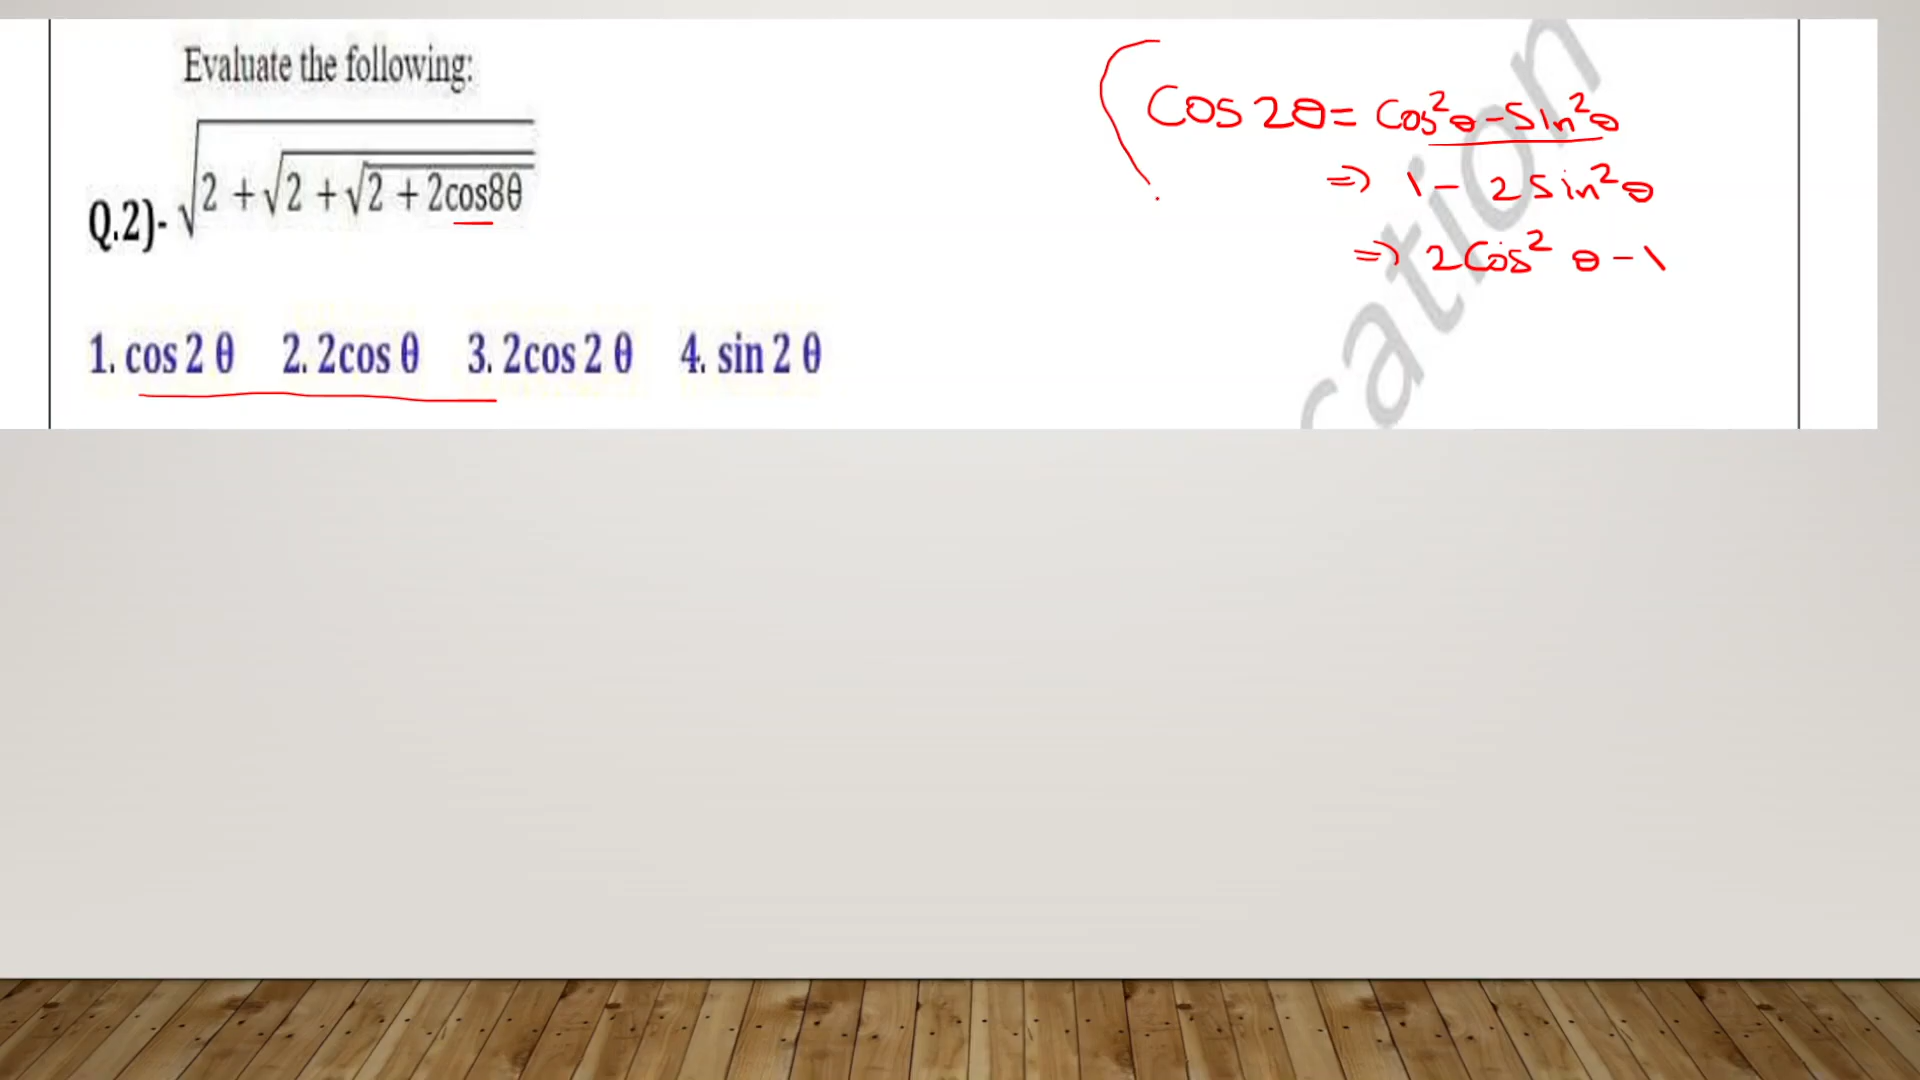 Evaluate the following:
Q.2)- √2 + √2 + √2 + 2cos8θ
1. cos 2 θ 2. 2cos θ 3. 2cos 2 θ 4. sin 2 θ
Cos 2θ = Cos²θ - Sin²θ
⇒) 1 - 2 Sin²θ
⇒) 2 Cos² θ - 1
cation